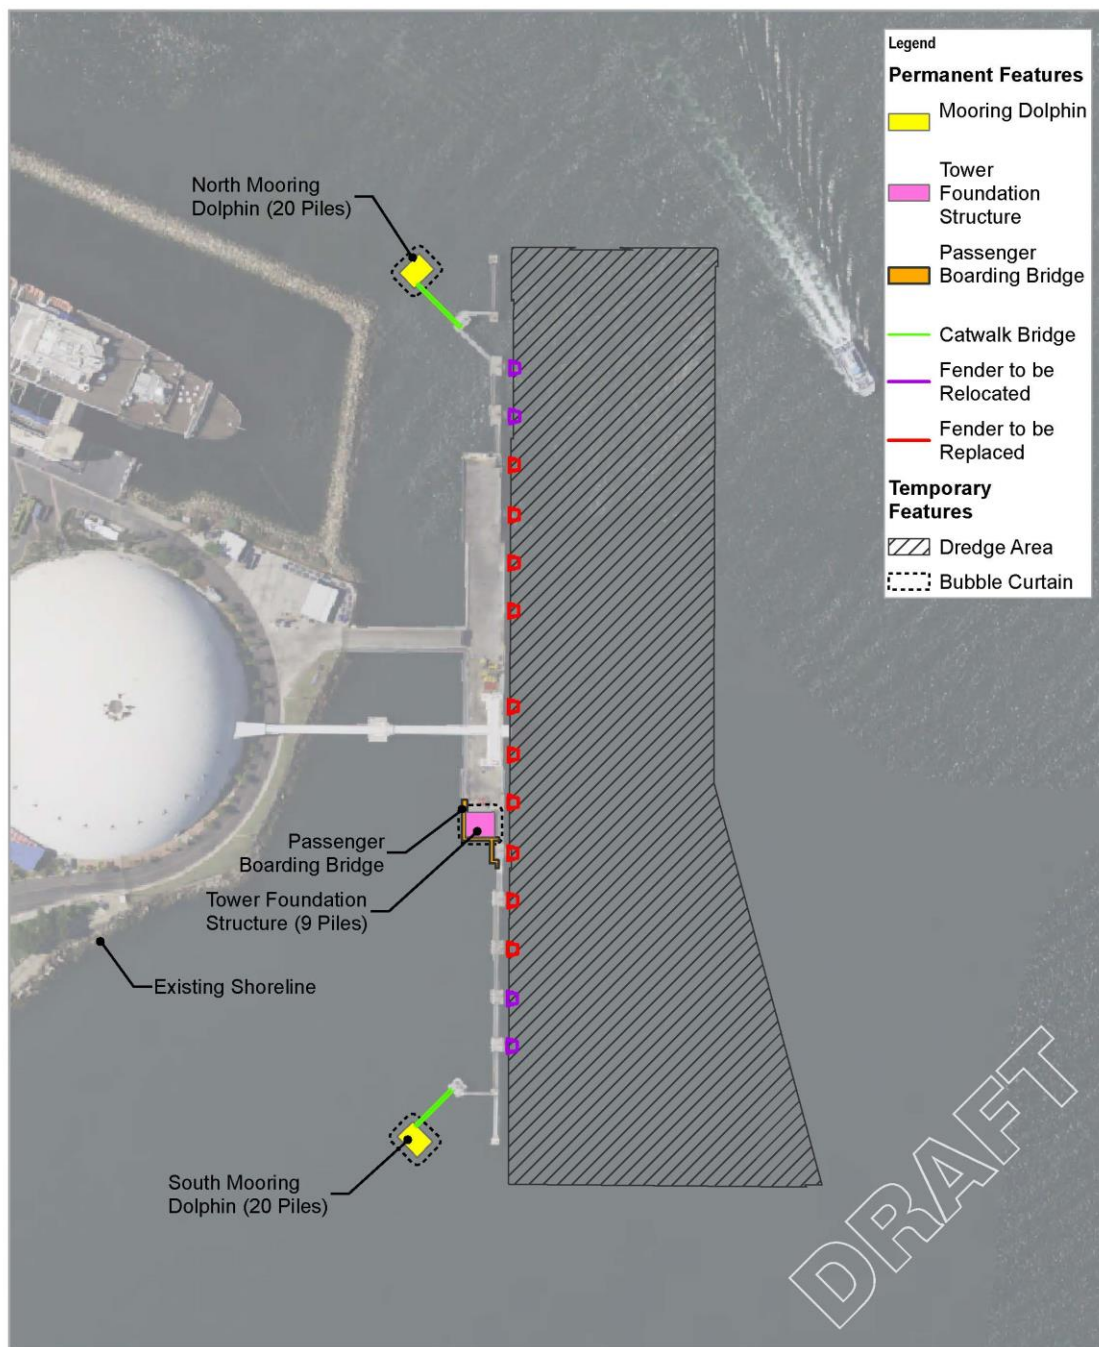 Legend
Permanent Features
Mooring Dolphin
Tower
Foundation
Structure
Passenger
Boarding Bridge
Catwalk Bridge
Fender to be
Relocated
Fender to be
Replaced
Temporary
Features
Dredge Area
Bubble Curtain
North Mooring
Dolphin (20 Piles)
Passenger
Boarding Bridge
Tower Foundation
Structure (9 Piles)
Existing Shoreline
South Mooring
Dolphin (20 Piles)
DRAFT